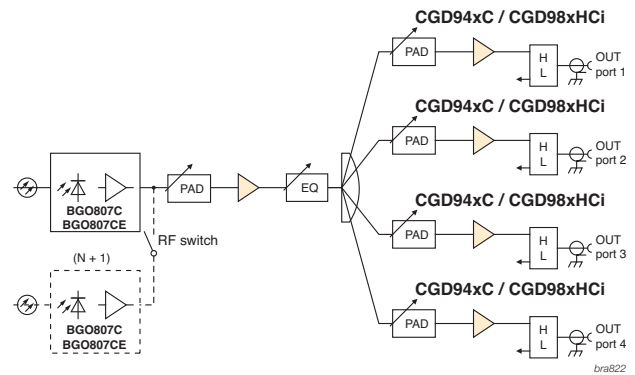 CGD94xC / CGD98xHCi
PAD
H
L
OUT
port 1
CGD94xC / CGD98xHCi
PAD
H
L
OUT
port 2
BGO807C
BGO807CE
PAD
EQ
RF switch
CGD94xC / CGD98xHCi
PAD
H
L
OUT
port 3
(N + 1)
BGO807C
BGO807CE
CGD94xC / CGD98xHCi
PAD
H
L
OUT
port 4
bra822